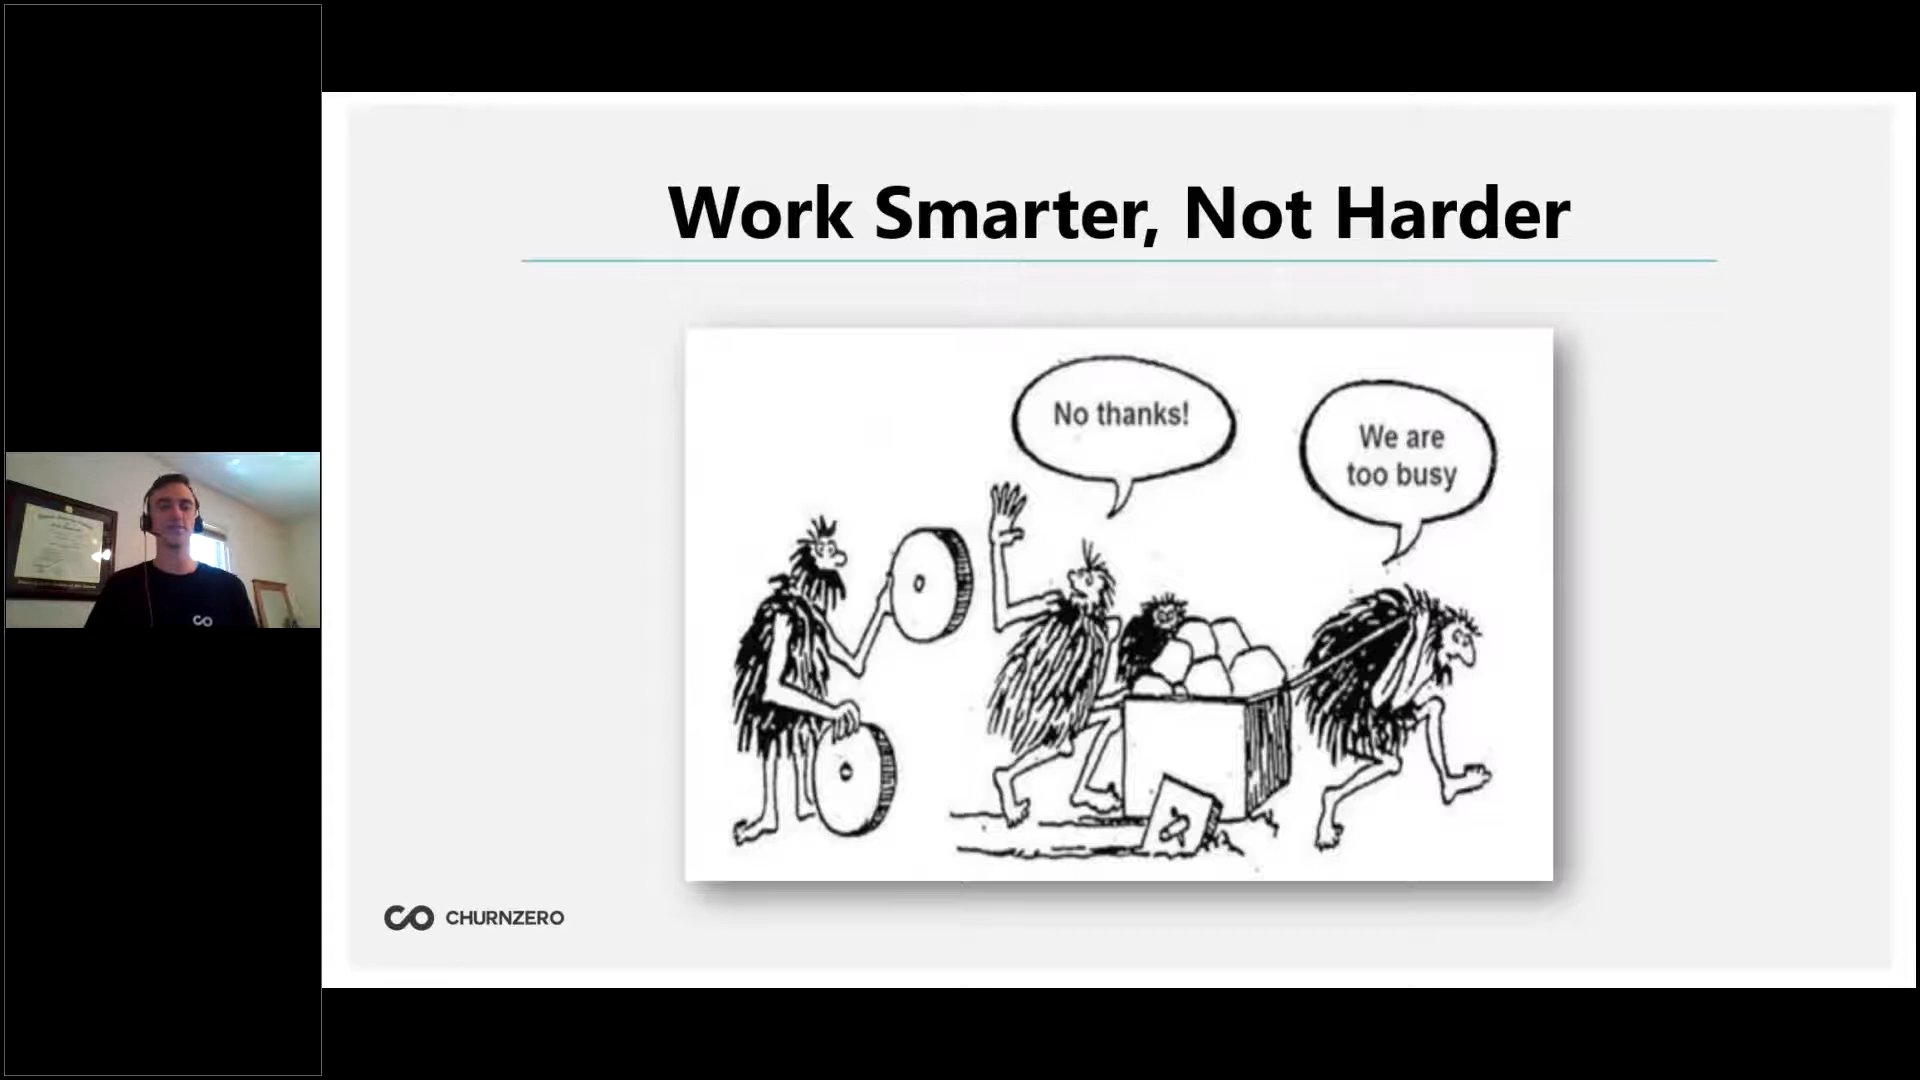 Work Smarter, Not Harder
No thanks!
We are
too busy
CHURNZERO